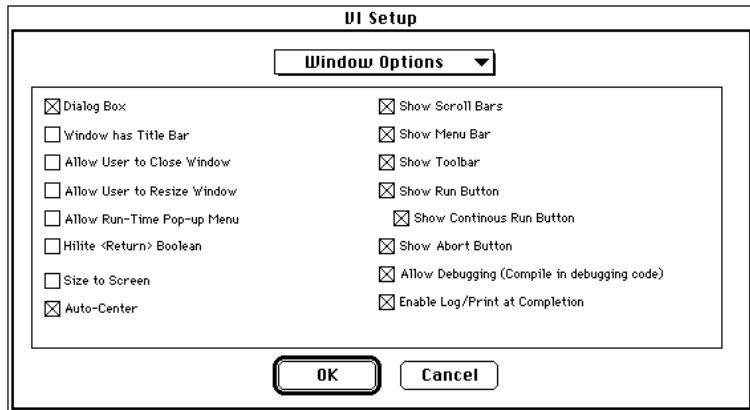 VI Setup
Window Options
Dialog Box
Window has Title Bar
Allow User to Close Window
Allow User to Resize Window
Allow Run-Time Pop-up Menu
Hilite <Return> Boolean
Size to Screen
Auto-Center
Show Scroll Bars
Show Menu Bar
Show Toolbar
Show Run Button
Show Continous Run Button
Show Abort Button
Allow Debugging (Compile in debugging code)
Enable Log/Print at Completion
OK
Cancel